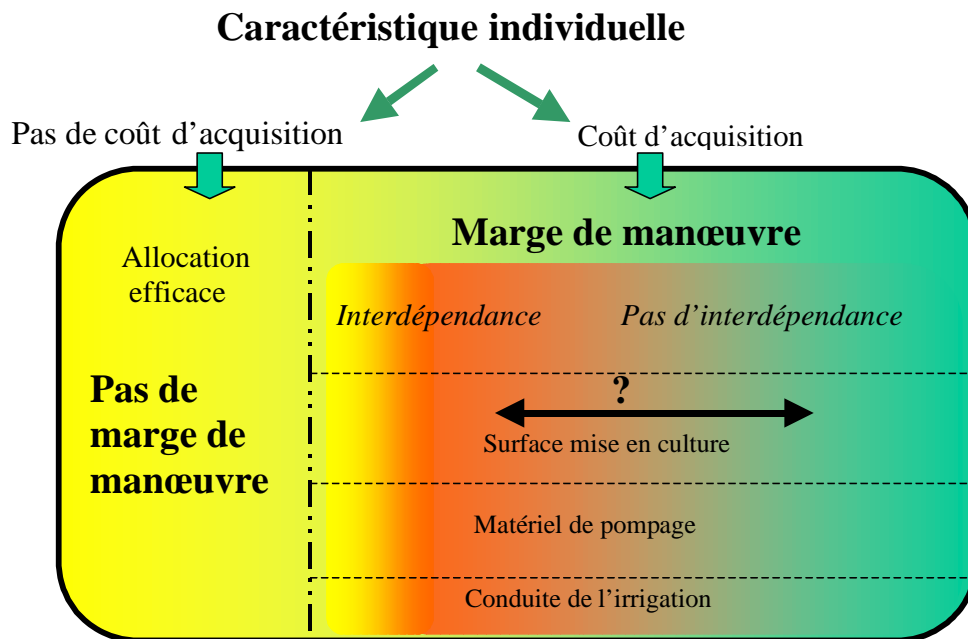 Caractéristique individuelle
Pas de coût d’acquisition
Coût d’acquisition
Marge de manœuvre
Allocation
efficace
Interdépendance
Pas d’interdépendance
Pas de
marge de
manœuvre
?
Surface mise en culture
Matériel de pompage
Conduite de l’irrigation